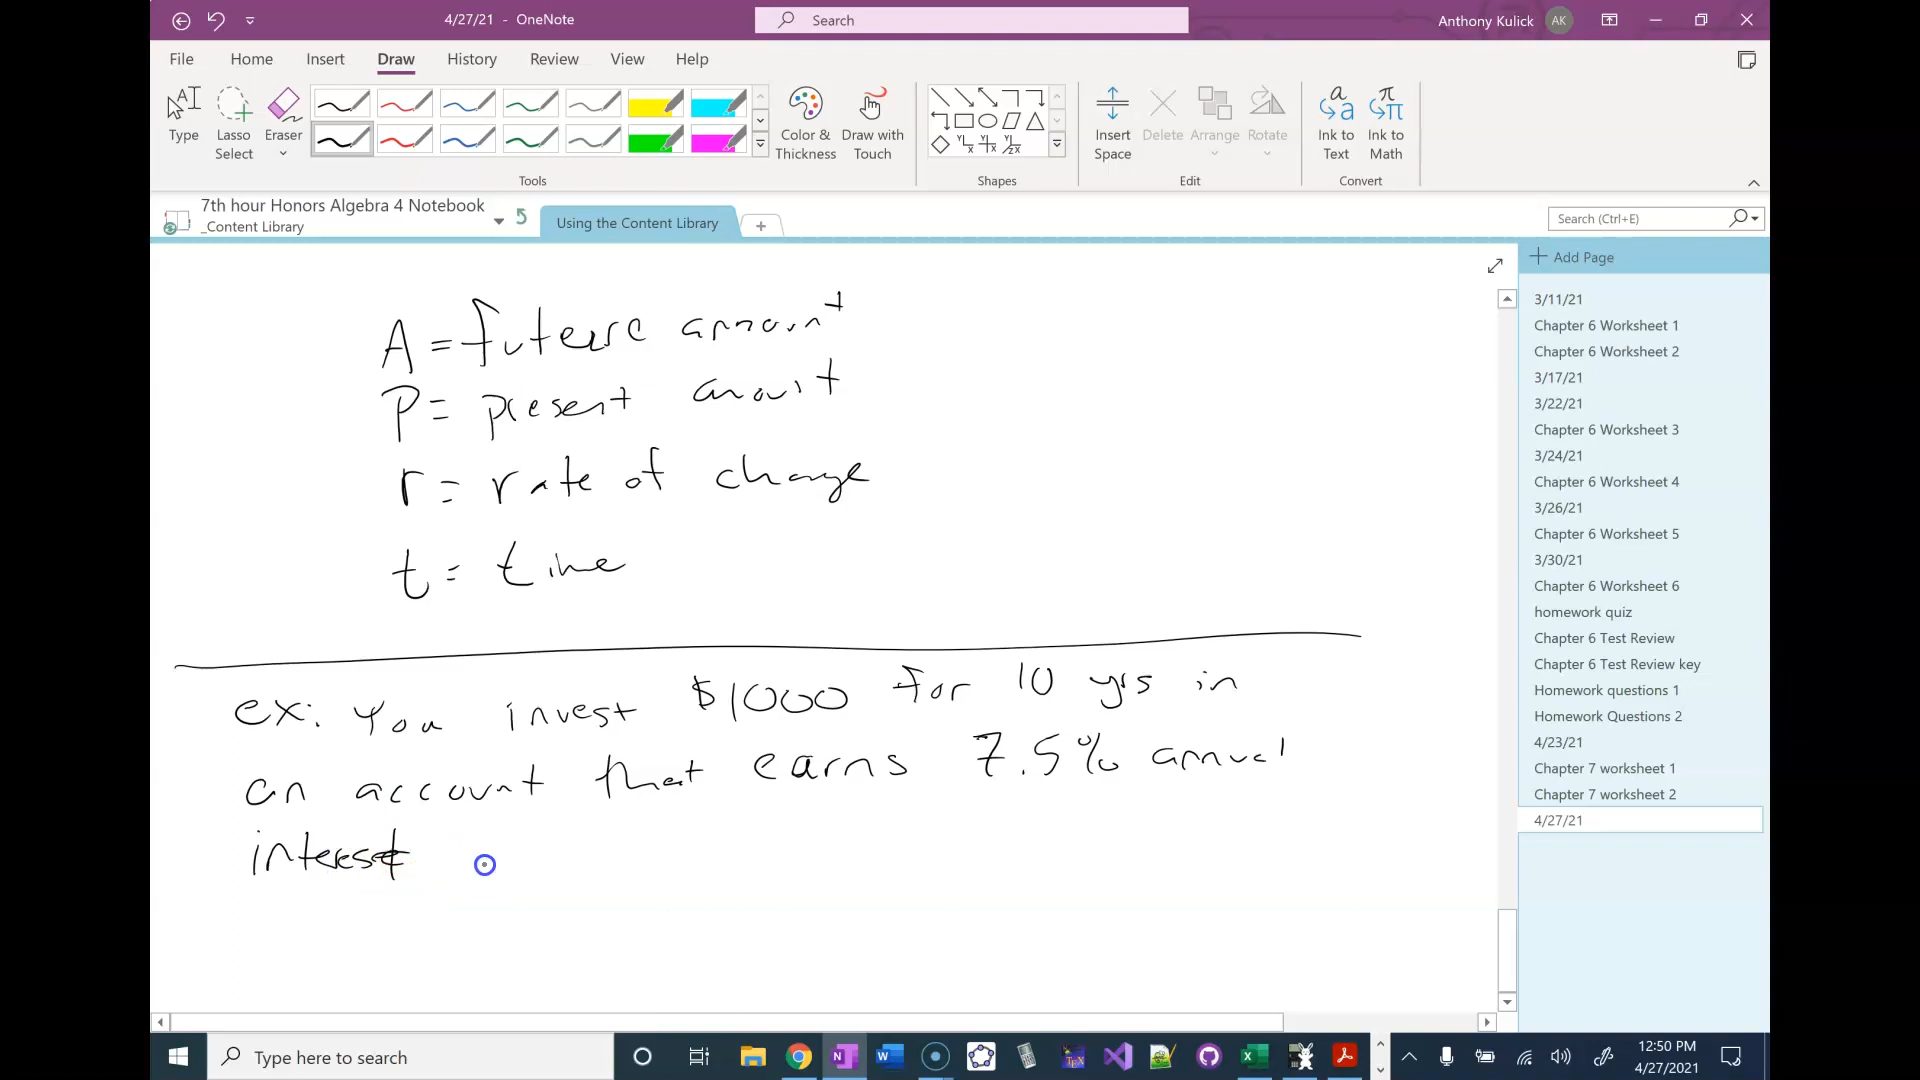 4/27/21 - OneNote
Search
Anthony Kulick
AK
File Home Insert Draw History Review View Help
Type
Lasso Select
Eraser
Color & Thickness
Draw with Touch
Insert Space
Delete
Arrange
Rotate
Ink to Text
Ink to Math
Tools
Shapes
Edit
Convert
7th hour Honors Algebra 4 Notebook
_Content Library
Using the Content Library
Search (Ctrl+E)
Add Page
3/11/21
Chapter 6 Worksheet 1
Chapter 6 Worksheet 2
3/17/21
3/22/21
Chapter 6 Worksheet 3
3/24/21
Chapter 6 Worksheet 4
3/26/21
Chapter 6 Worksheet 5
3/30/21
Chapter 6 Worksheet 6
homework quiz
Chapter 6 Test Review
Chapter 6 Test Review key
Homework questions 1
Homework Questions 2
4/23/21
Chapter 7 worksheet 1
Chapter 7 worksheet 2
4/27/21
A = future amount
P = present amount
r = rate of change
t = time
ex: You invest $1000 for 10 yrs in
an account that earns 7.5% annual
interest
Type here to search
12:50 PM
4/27/2021